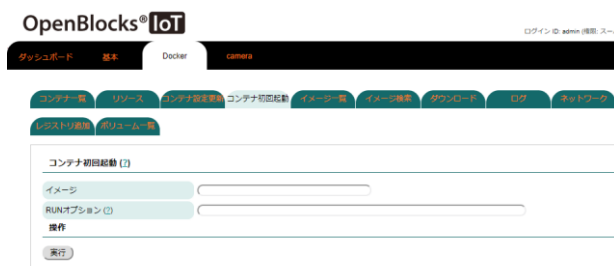 OpenBlocks® IoT
ログイン ID: admin (権限: スー
ダッシュボード 基本 Docker camera
コンテナ一覧 リソース コンテナ設定更新 コンテナ初回起動 イメージ一覧 イメージ検索 ダウンロード ログ ネットワーク
レジストリ追加 ボリューム一覧
コンテナ初回起動 (?)
イメージ
RUNオプション (?)
操作
実行